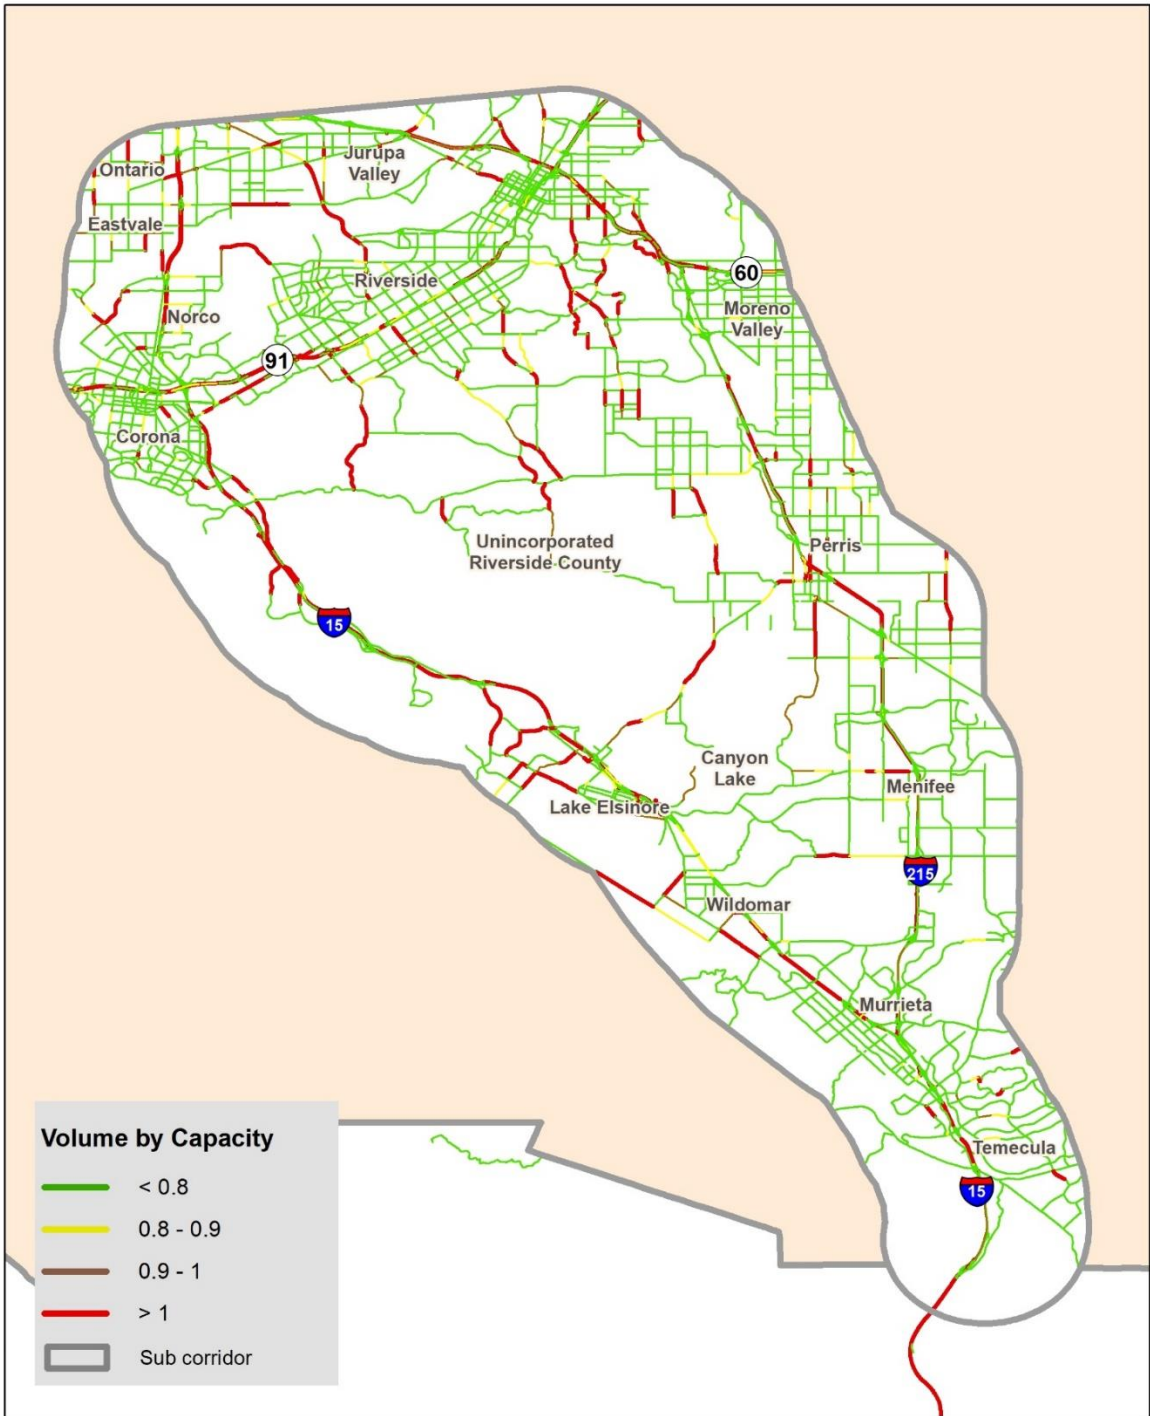 Ontario
Jurupa
Valley
Eastvale
Riverside
60
Norco
Moreno
Valley
91
Corona
Unincorporated
Riverside County
Perris
15
Canyon
Lake
Menifee
Lake Elsinore
215
Wildomar
Murrieta
Temecula
15
Volume by Capacity
< 0.8
0.8 - 0.9
0.9 - 1
> 1
Sub corridor